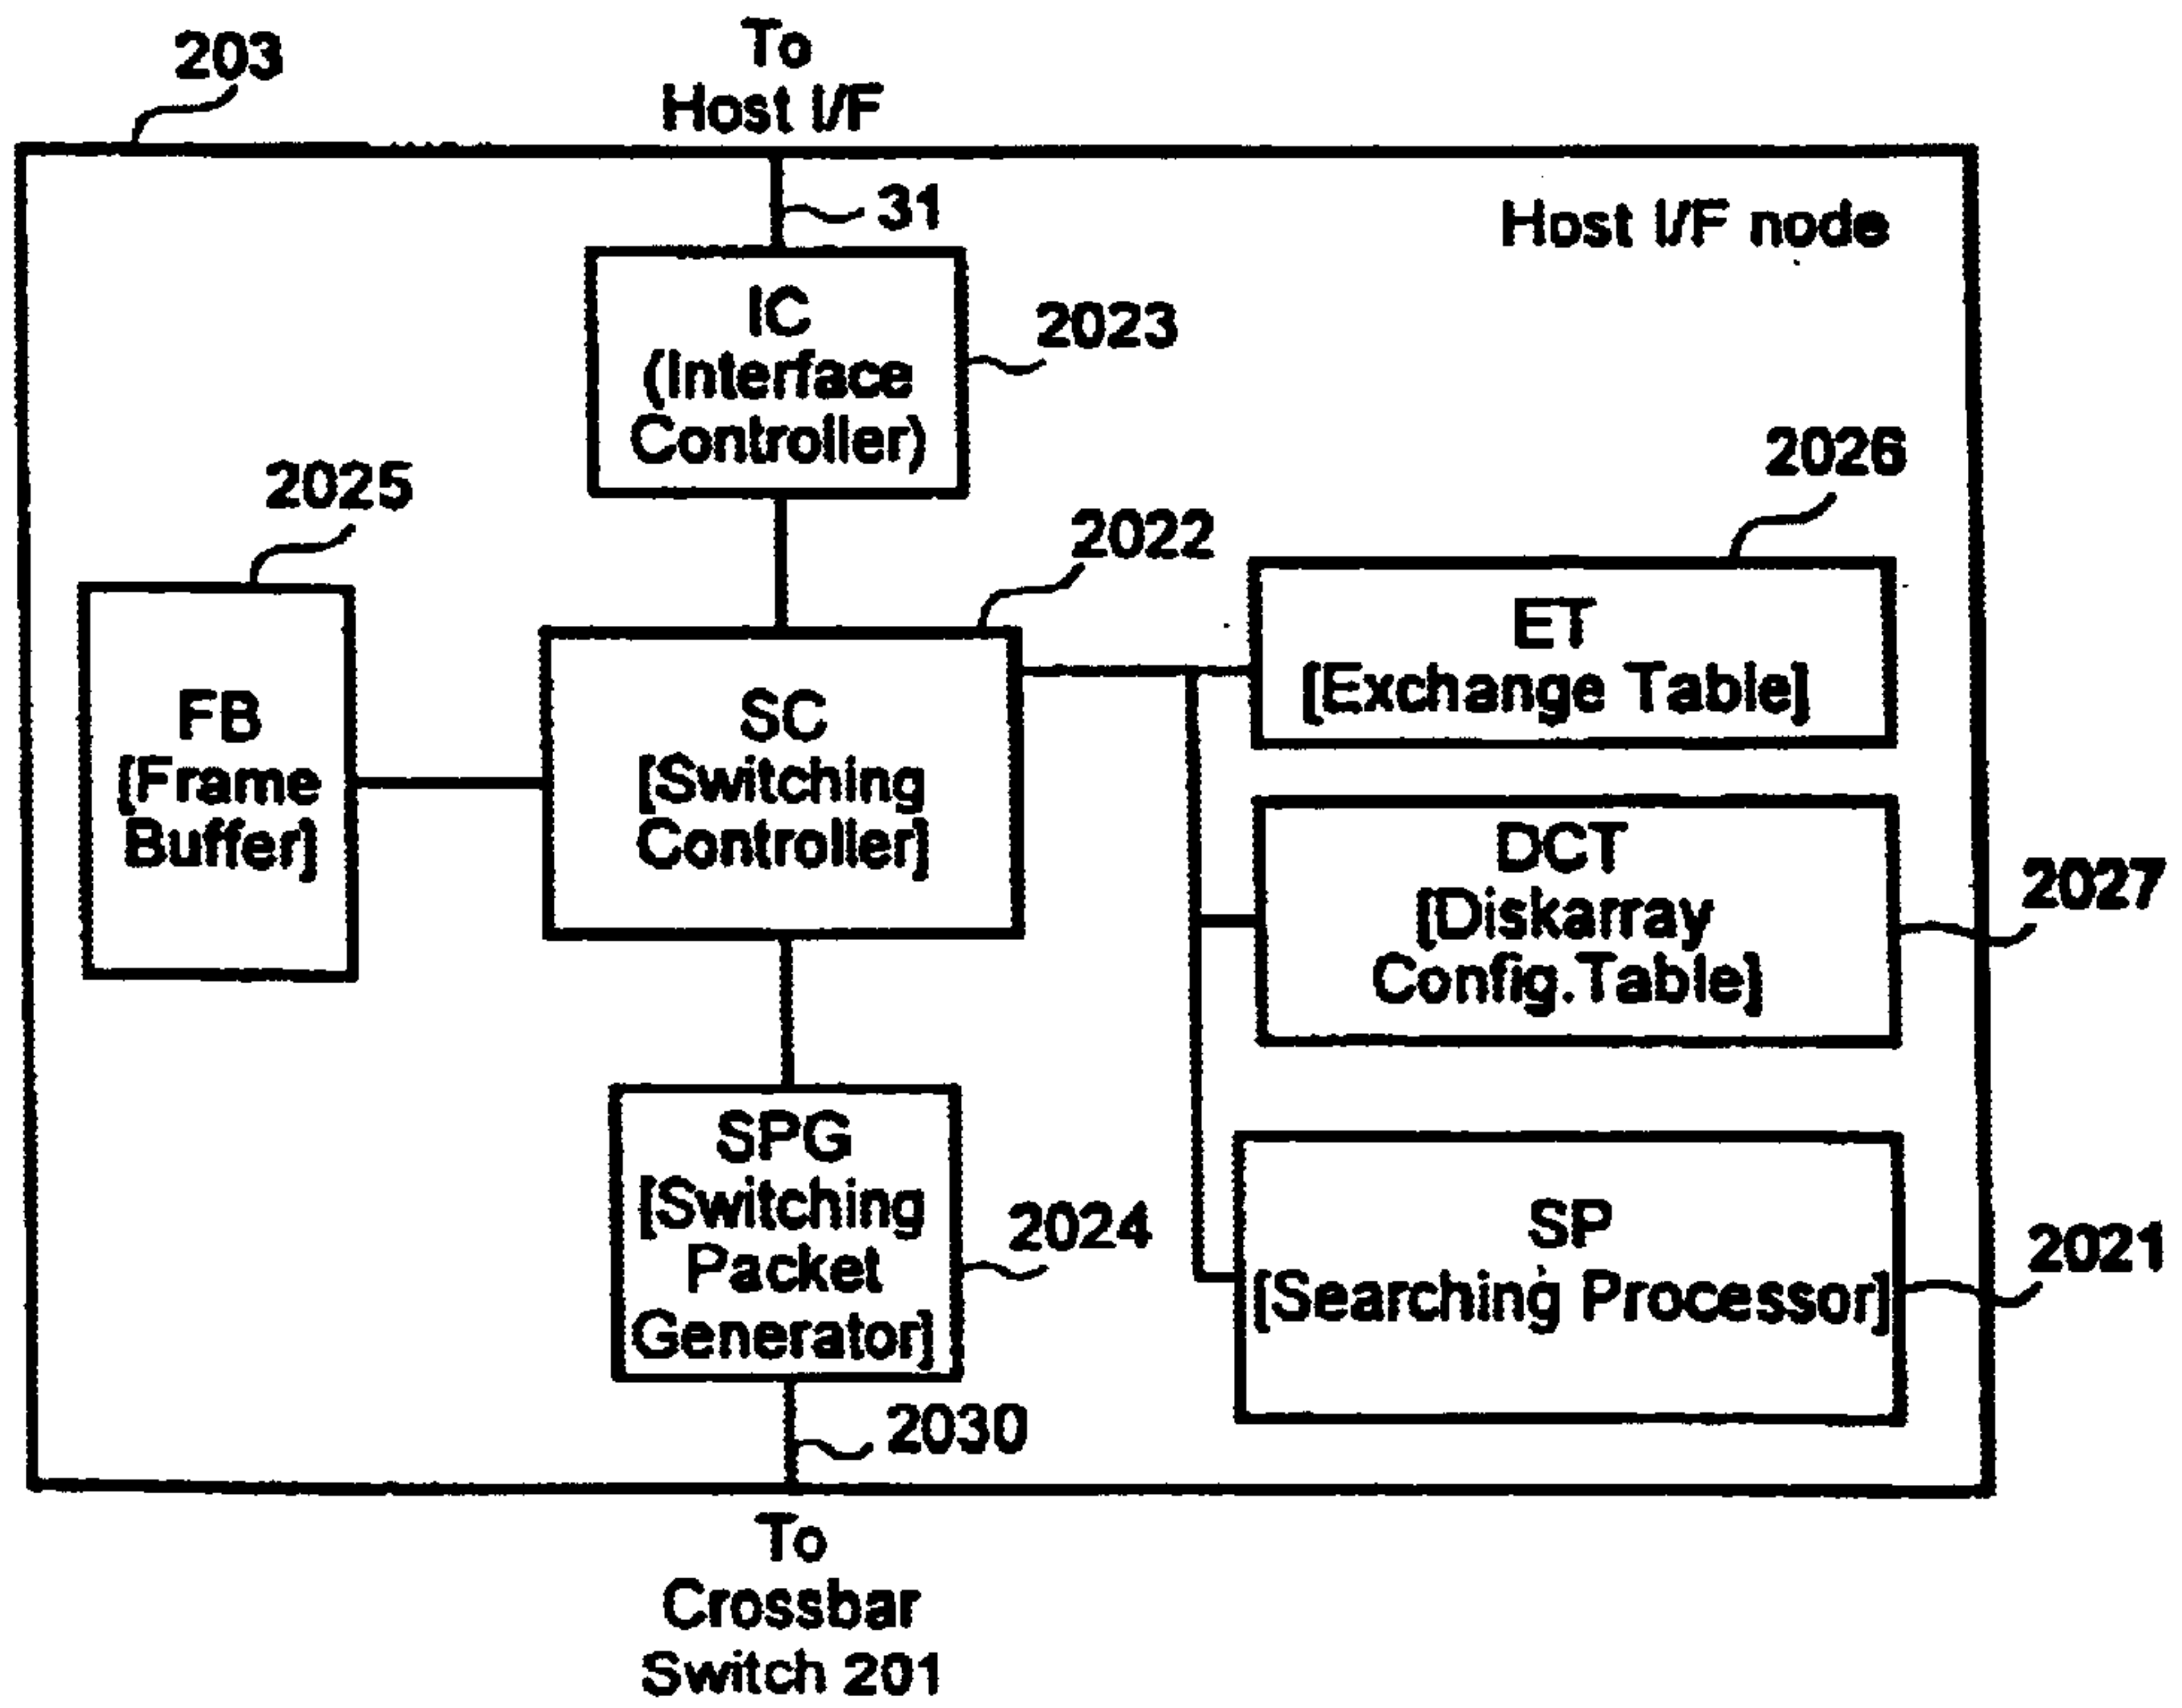 203
To
Host I/F
31
Host I/F node
IC
(Interface
Controller)
2023
2025
2022
2026
FB
[Frame
Buffer]
SC
[Switching
Controller]
ET
[Exchange Table]
DCT
[Diskarray
Config.Table]
2027
SPG
[Switching
Packet
Generator]
2024
SP
[Searching Processor]
2021
2030
To
Crossbar
Switch 201